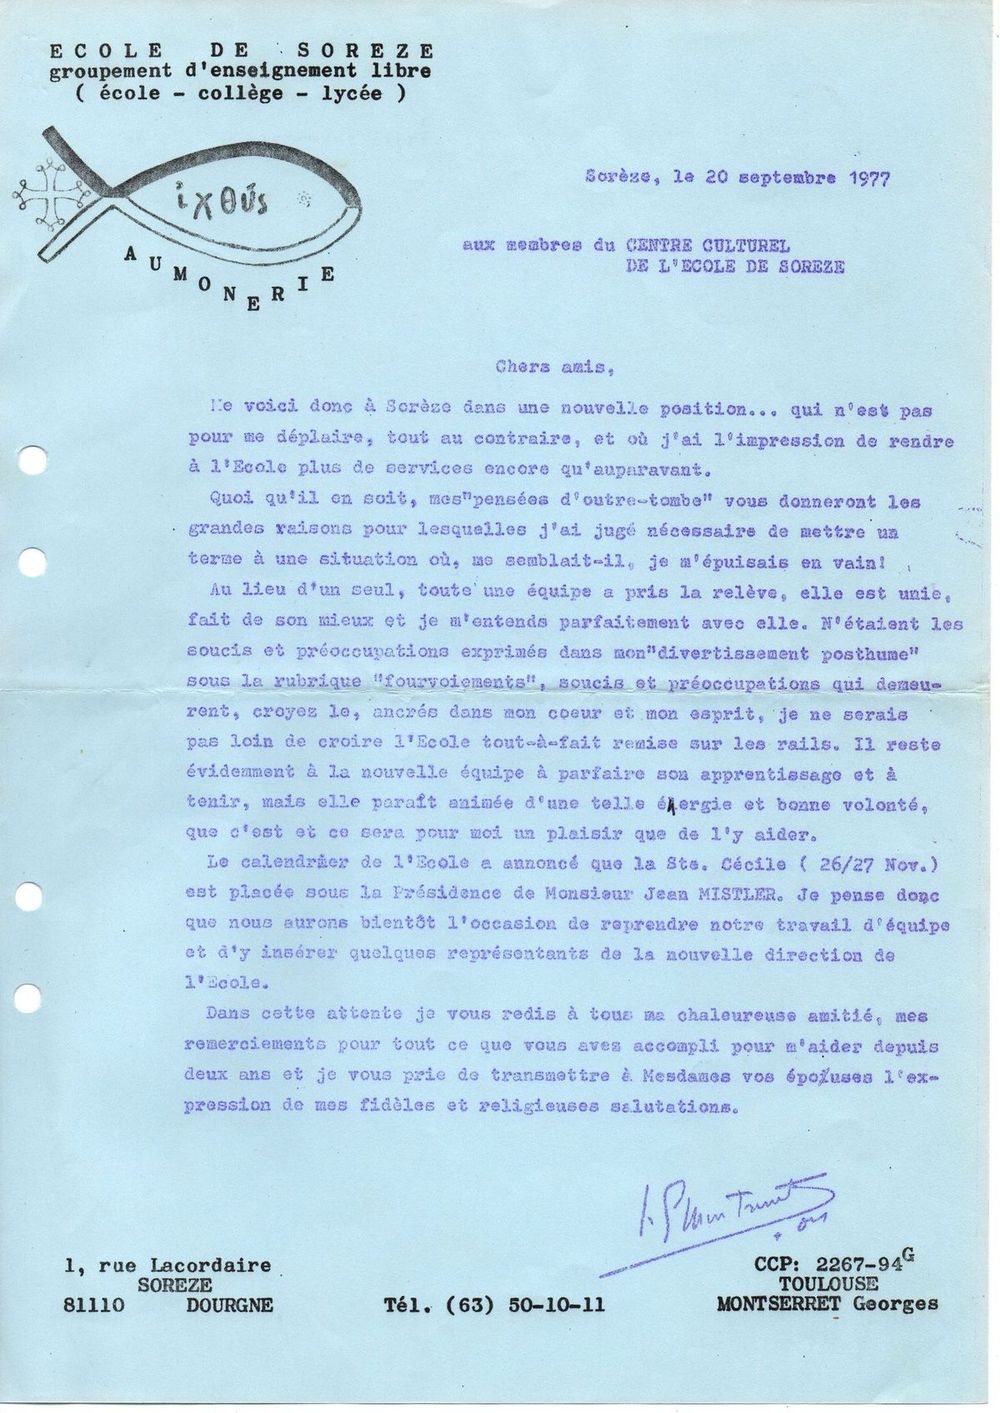 ECOLE DE SOREZE
groupement d'enseignement libre
( école - collège - lycée )
ἰχθύs
AUMONERIE
Sorèze, le 20 septembre 1977
aux membres du CENTRE CULTUREL
DE L'ECOLE DE SOREZE
Chers amis,
Me voici donc à Sorèze dans une nouvelle position... qui n'est pas
pour me déplaire, tout au contraire, et où j'ai l'impression de rendre
à l'Ecole plus de services encore qu'auparavant.
Quoi qu'il en soit, mes"pensées d'outre-tombe" vous donneront les
grandes raisons pour lesquelles j'ai jugé nécessaire de mettre un
terme à une situation où, me semblait-il, je m'épuisais en vain!
Au lieu d'un seul, toute une équipe a pris la relève, elle est unie,
fait de son mieux et je m'entends parfaitement avec elle. N'étaient les
soucis et préoccupations exprimés dans mon"divertissement posthume"
sous la rubrique "fourvoiements", soucis et préoccupations qui demeu-
rent, croyez le, ancrés dans mon coeur et mon esprit, je ne serais
pas loin de croire l'Ecole tout-à-fait remise sur les rails. Il reste
évidemment à la nouvelle équipe à parfaire son apprentissage et à
tenir, mais elle paraît animée d'une telle énergie et bonne volonté,
que c'est et ce sera pour moi un plaisir que de l'y aider.
Le calendrier de l'Ecole a annoncé que la Ste. Cécile ( 26/27 Nov.)
est placée sous la Présidence de Monsieur Jean MISTLER. Je pense donc
que nous aurons bientôt l'occasion de reprendre notre travail d'équipe
et d'y insérer quelques représentants de la nouvelle direction de
l'Ecole.
Dans cette attente je vous redis à tous ma chaleureuse amitié, mes
remerciements pour tout ce que vous avez accompli pour m'aider depuis
deux ans et je vous prie de transmettre à Mesdames vos épouses l'ex-
pression de mes fidèles et religieuses salutations.
1, rue Lacordaire
SOREZE
81110 DOURGNE
Tél. (63) 50-10-11
CCP: 2267-94G
TOULOUSE
MONTSERRET Georges